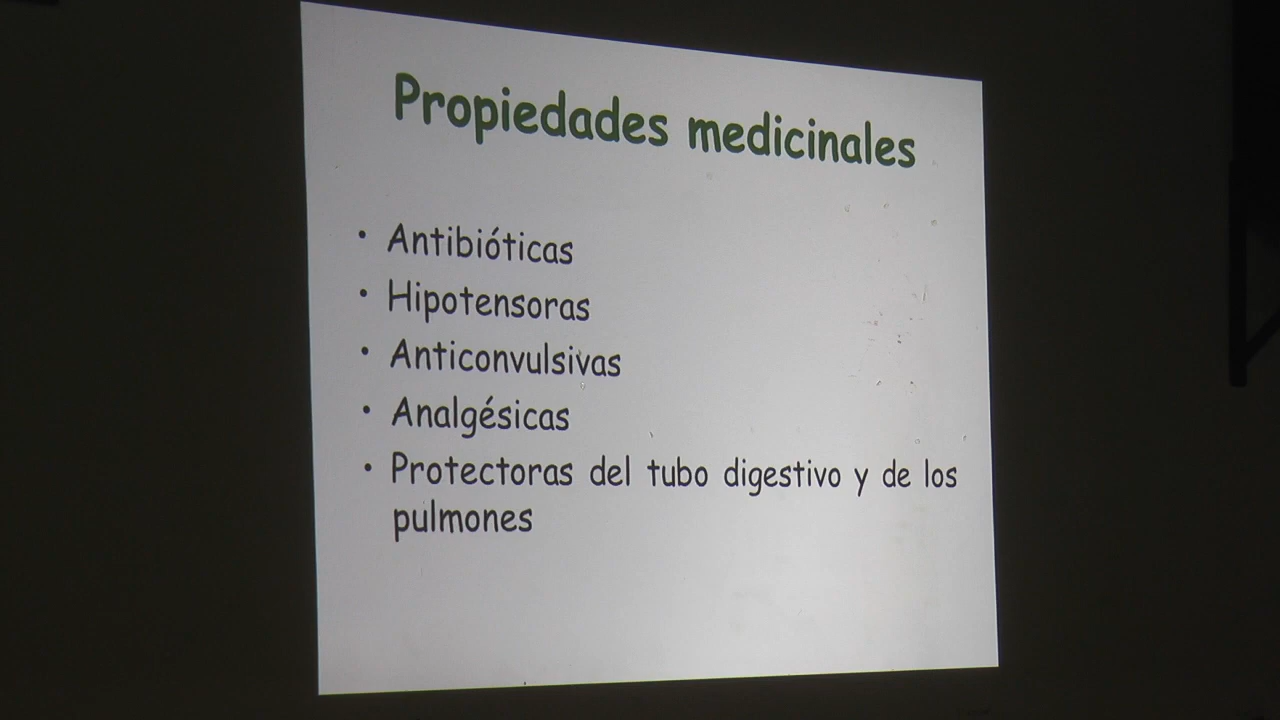 Propiedades medicinales
• Antibióticas
• Hipotensoras
• Anticonvulsivas
• Analgésicas
• Protectoras del tubo digestivo y de los
pulmones